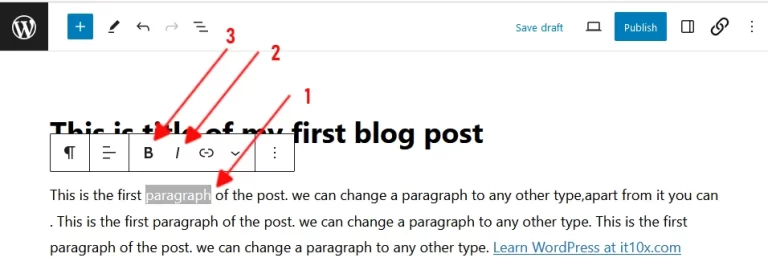 Save draft
Publish
3
2
1
This is title of my first blog post
B I
This is the first paragraph of the post. we can change a paragraph to any other type,apart from it you can
. This is the first paragraph of the post. we can change a paragraph to any other type. This is the first
paragraph of the post. we can change a paragraph to any other type. Learn WordPress at it10x.com